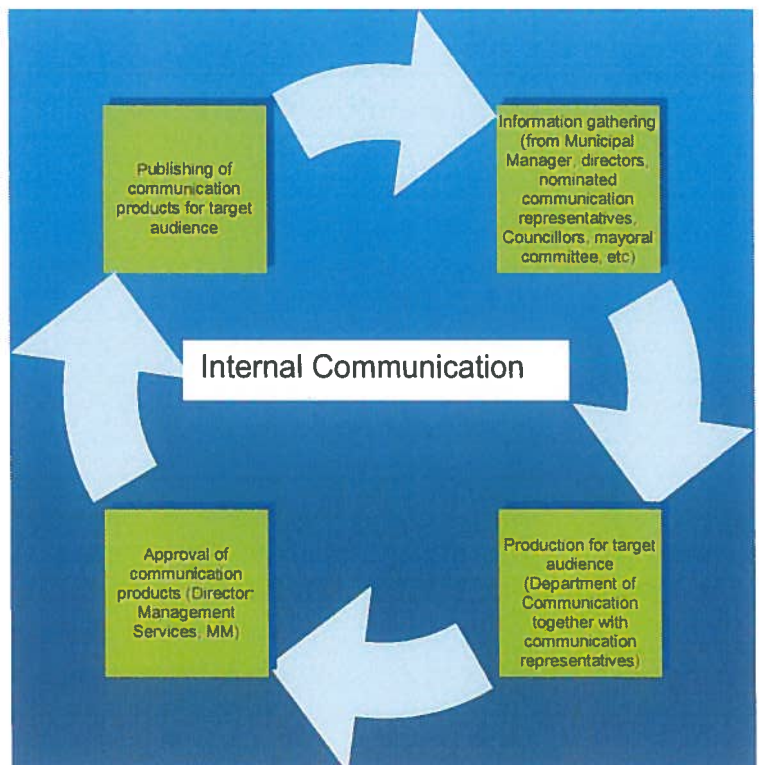 Publishing of
communication
products for target
audience
Information gathering
(from Municipal
Manager, directors,
nominated
communication
representatives,
Councillors, mayoral
committee, etc)
Internal Communication
Approval of
communication
products (Director:
Management
Services, MM)
Production for target
audience
(Department of
Communication
together with
communication
representatives)